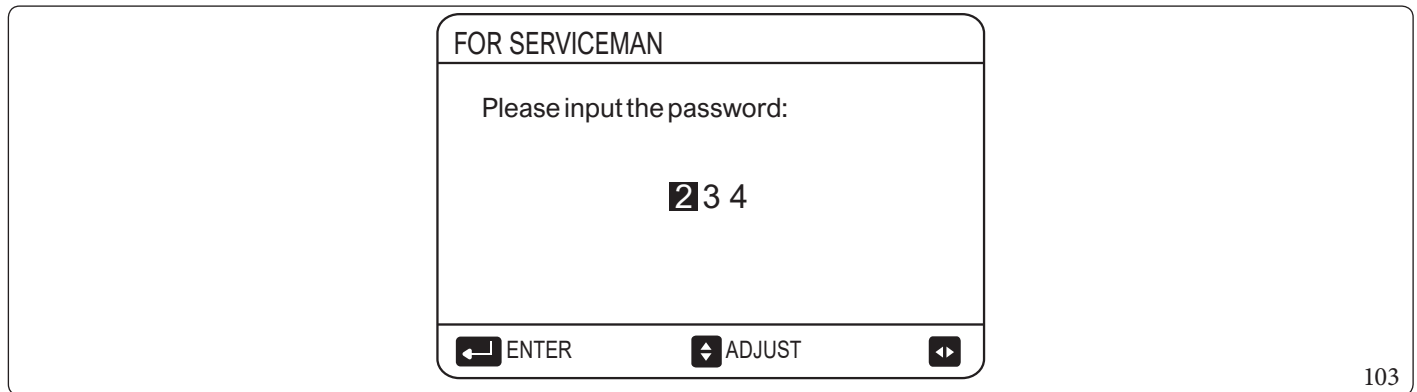 FOR SERVICEMAN
Please input the password:
2 3 4
ENTER ADJUST
103